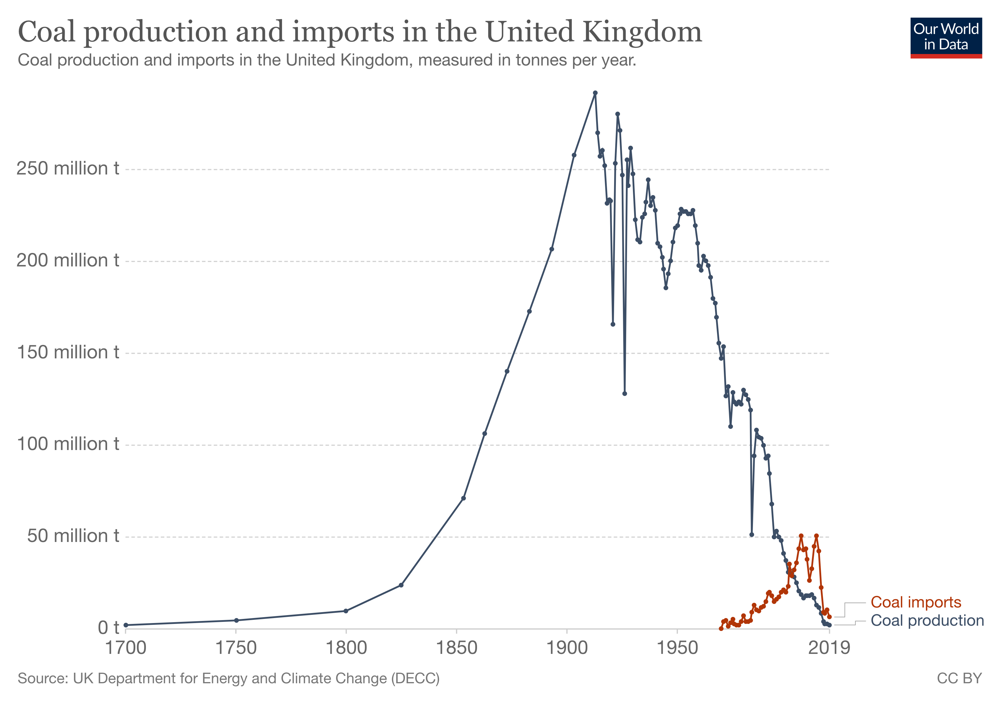 Coal production and imports in the United Kingdom
Coal production and imports in the United Kingdom, measured in tonnes per year.
Our World
in Data
250 million t
200 million t
150 million t
100 million t
50 million t
0 t
1700 1750 1800 1850 1900 1950 2019
Coal imports
Coal production
Source: UK Department for Energy and Climate Change (DECC)
CC BY